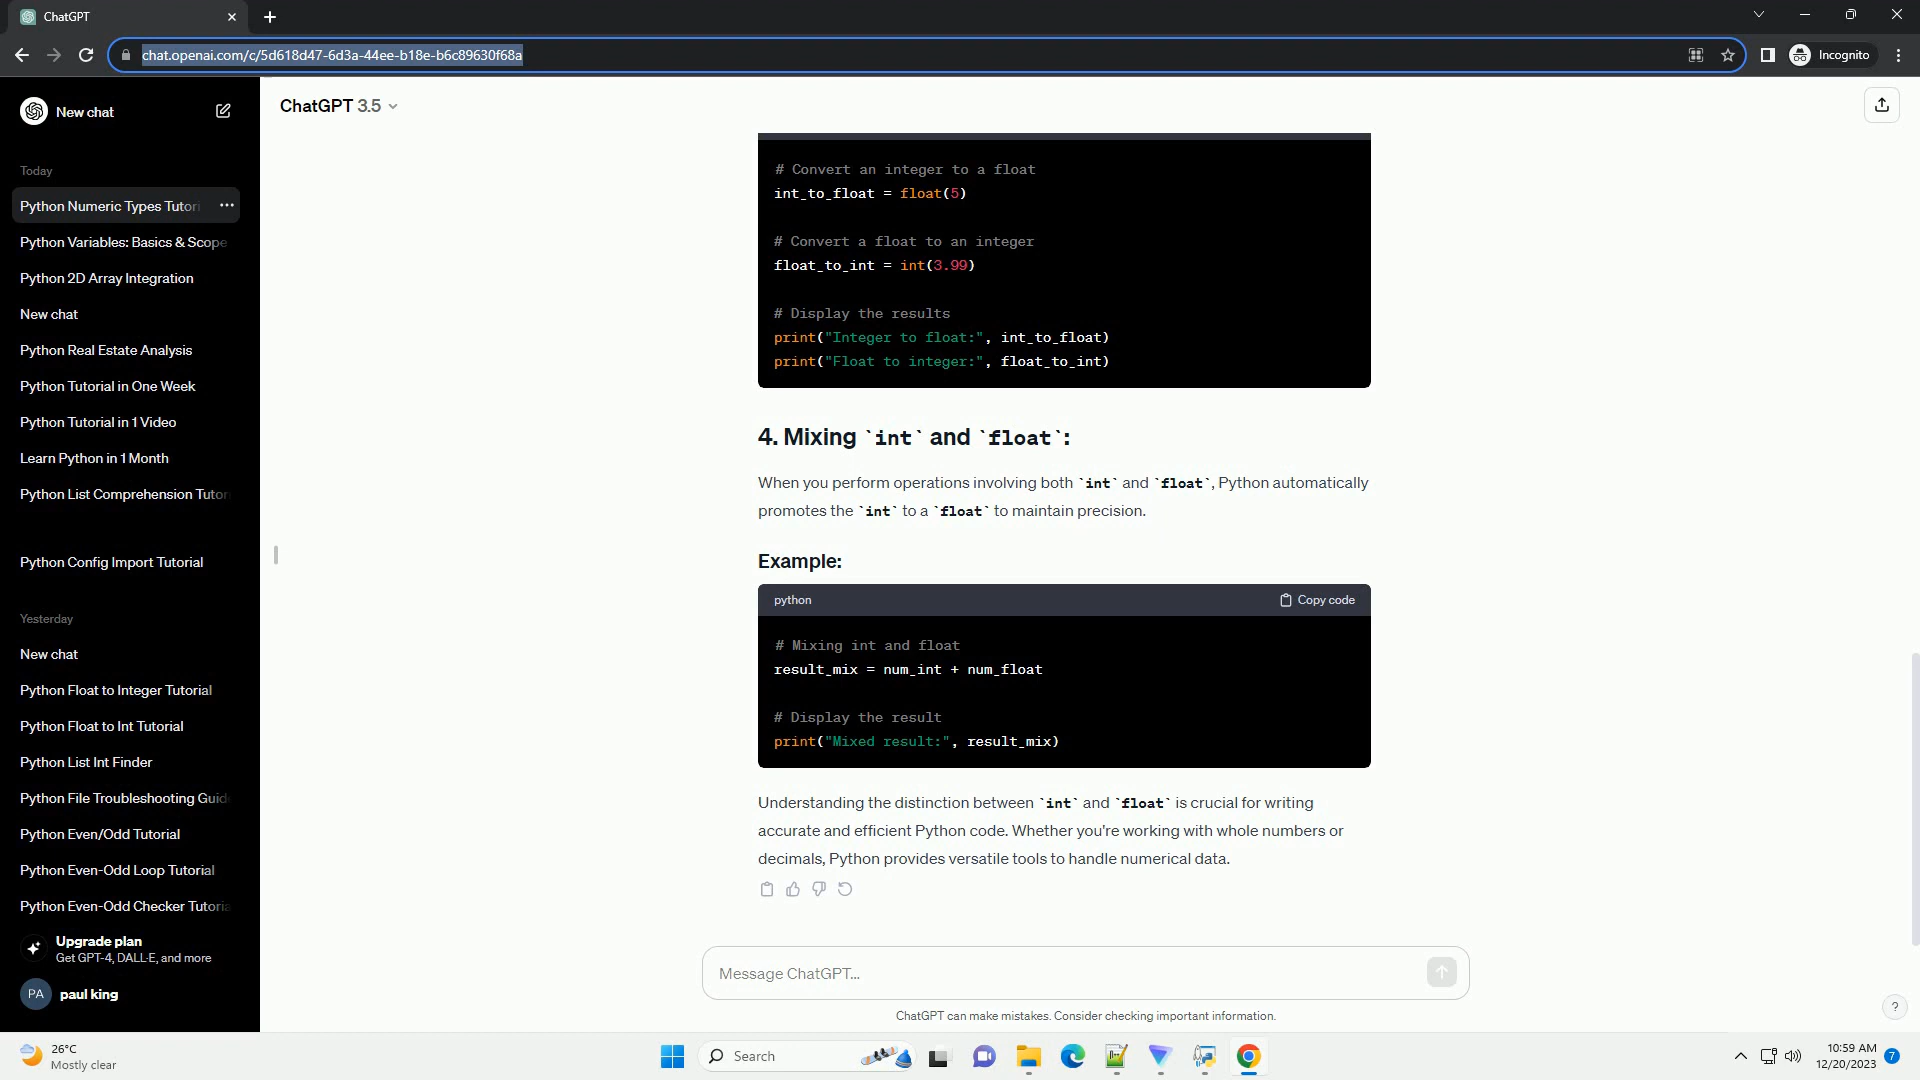 ChatGPT
chat.openai.com/c/5d618d47-6d3a-44ee-b18e-b6c89630f68a
Incognito
New chat
Today
Python Numeric Types Tutori
Python Variables: Basics & Scope
Python 2D Array Integration
New chat
Python Real Estate Analysis
Python Tutorial in One Week
Python Tutorial in 1 Video
Learn Python in 1 Month
Python List Comprehension Tutor
Python Config Import Tutorial
Yesterday
New chat
Python Float to Integer Tutorial
Python Float to Int Tutorial
Python List Int Finder
Python File Troubleshooting Guid
Python Even/Odd Tutorial
Python Even-Odd Loop Tutorial
Python Even-Odd Checker Tutoria
Upgrade plan
Get GPT-4, DALL·E, and more
PA paul king
ChatGPT 3.5
# Convert an integer to a float
int_to_float = float(5)
# Convert a float to an integer
float_to_int = int(3.99)
# Display the results
print("Integer to float:", int_to_float)
print("Float to integer:", float_to_int)
4. Mixing `int` and `float`:
When you perform operations involving both `int` and `float`, Python automatically
promotes the `int` to a `float` to maintain precision.
Example:
python Copy code
# Mixing int and float
result_mix = num_int + num_float
# Display the result
print("Mixed result:", result_mix)
Understanding the distinction between `int` and `float` is crucial for writing
accurate and efficient Python code. Whether you're working with whole numbers or
decimals, Python provides versatile tools to handle numerical data.
Message ChatGPT...
ChatGPT can make mistakes. Consider checking important information.
?
26°C
Mostly clear
Search
10:59 AM
12/20/2023
7